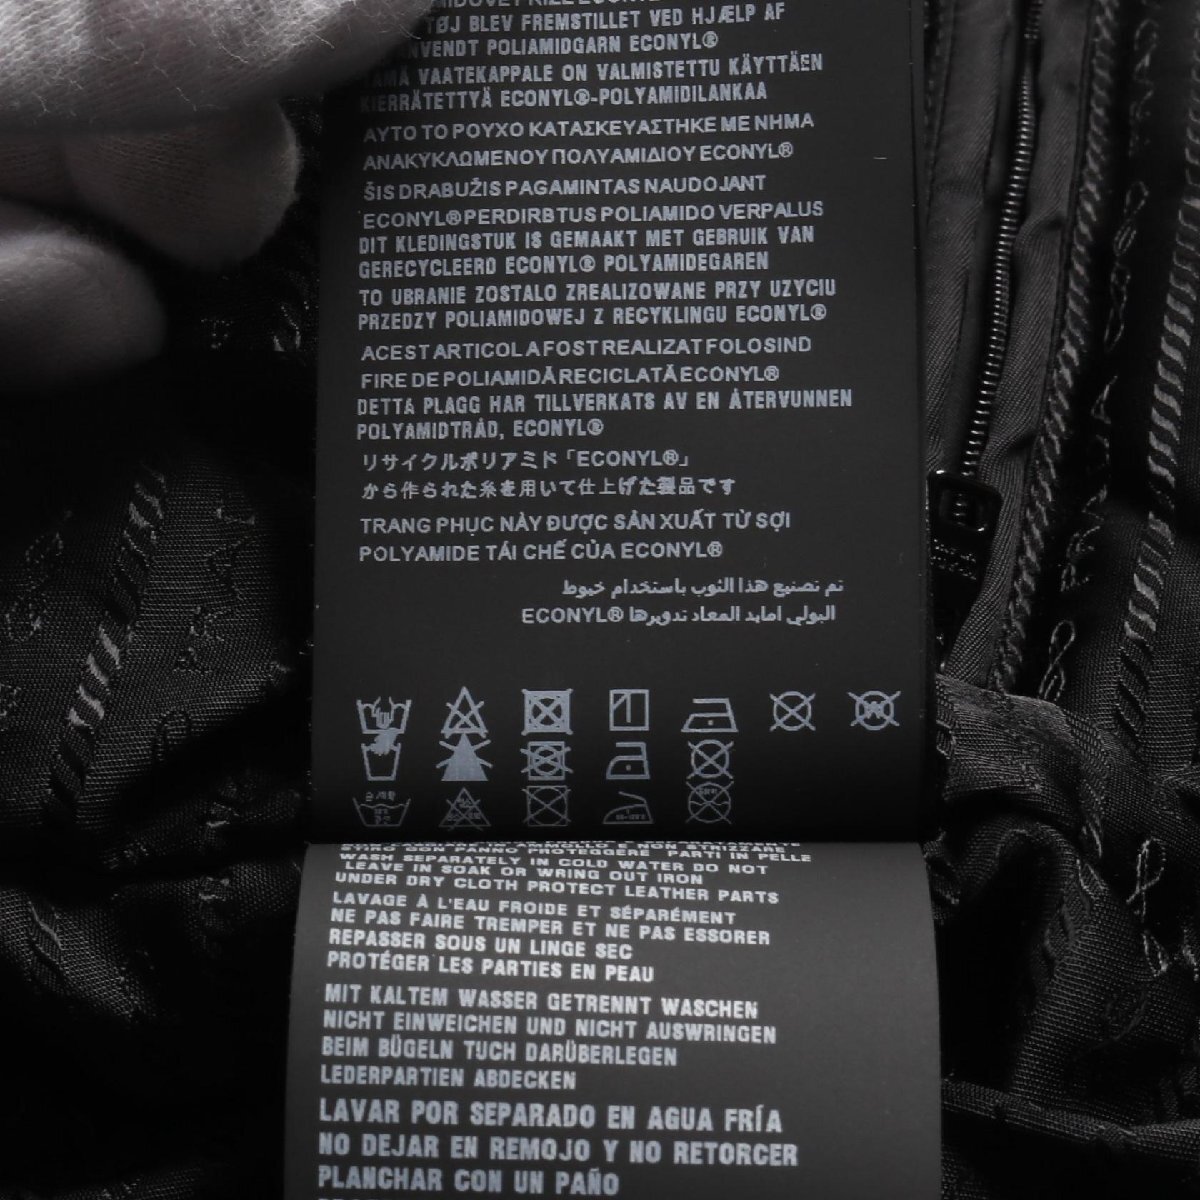 TØJ BLEV FREMSTILLET VED HJÆLP AF
POLIAMIDGARN ECONYL®
TÄMÄ VAATEKAPPALE ON VALMISTETTU KÄYTTÄEN
KIERRÄTETTYÄ ECONYL®-POLYAMIDILANKAA
ΑΥΤΟ ΤΟ ΡΟΥΧΟ ΚΑΤΑΣΚΕΥΑΣΤΗΚΕ ΜΕ ΝΗΜΑ
ΑΝΑΚΥΚΛΩΜΕΝΟΥ ΠΟΛΥΑΜΙΔΙΟΥ ECONYL®
ŠIS DRABUŽIS PAGAMINTAS NAUDOJANT
ECONYL® PERDIRBTUS POLIAMIDO VERPALUS
DIT KLEDINGSTUK IS GEMAAKT MET GEBRUIK VAN
GERECYCLEERD ECONYL® POLYAMIDEGAREN
TO UBRANIE ZOSTALO ZREALIZOWANE PRZY UZYCIU
PRZEDZY POLIAMIDOWEJ Z RECYKLINGU ECONYL®
ACEST ARTICOL A FOST REALIZAT FOLOSIND
FIRE DE POLIAMIDĂ RECICLATĂ ECONYL®
DETTA PLAGG HAR TILLVERKATS AV EN ÅTERVUNNEN
POLYAMIDTRÅD, ECONYL®
リサイクルポリアミド「ECONYL®」
から作られた糸を用いて仕上げた製品です
TRANG PHỤC NÀY ĐƯỢC SẢN XUẤT TỪ SỢI
POLYAMIDE TÁI CHẾ CỦA ECONYL®
تم تصنيع هذا الثوب باستخدام خيوط
البولي امايد المعاد تدويرها ECONYL®
W
STIRO CON PANNO PROTEGGERE PARTI IN PELLE
WASH SEPARATELY IN COLD WATER DO NOT
LEAVE IN SOAK OR WRING OUT IRON
UNDER DRY CLOTH PROTECT LEATHER PARTS
LAVAGE À L'EAU FROIDE ET SÉPARÉMENT
NE PAS FAIRE TREMPER ET NE PAS ESSORER
REPASSER SOUS UN LINGE SEC
PROTÉGER LES PARTIES EN PEAU
MIT KALTEM WASSER GETRENNT WASCHEN
NICHT EINWEICHEN UND NICHT AUSWRINGEN
BEIM BÜGELN TUCH DARÜBERLEGEN
LEDERPARTIEN ABDECKEN
LAVAR POR SEPARADO EN AGUA FRÍA
NO DEJAR EN REMOJO Y NO RETORCER
PLANCHAR CON UN PAÑO